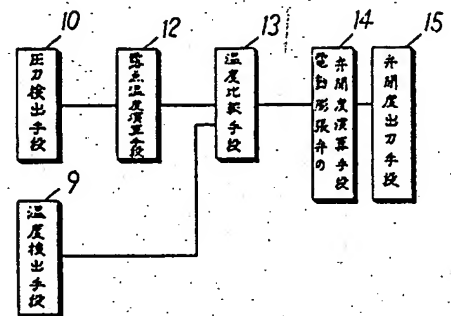 10
圧力検出手段
12
露点温度演算手段
13
温度比較手段
14
電動膨張弁の
弁開度演算手段
15
弁開度出力手段
9
温度検出手段